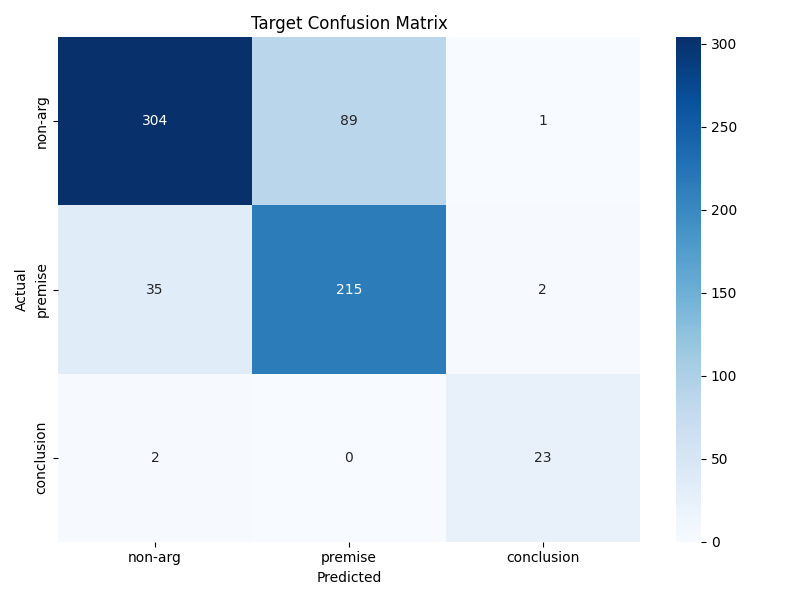 Target Confusion Matrix
Actual
non-arg
premise
conclusion
304 89 1
35 215 2
2 0 23
non-arg premise conclusion
Predicted
300
250
200
150
100
50
0